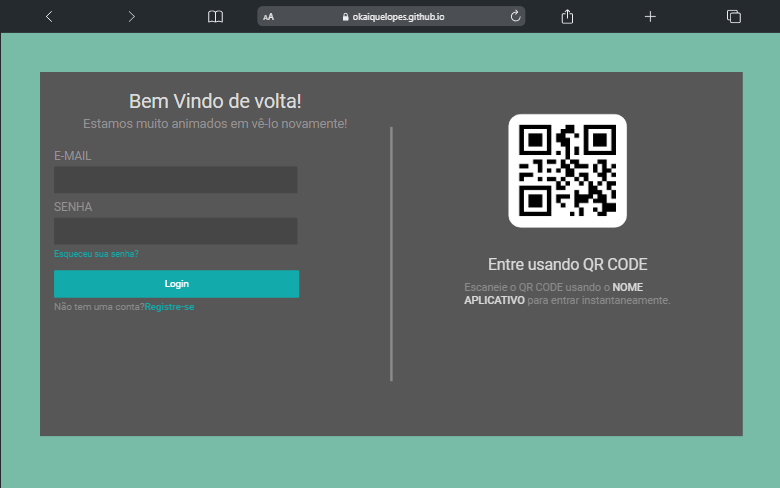 AA okaiquelopes.github.io
Bem Vindo de volta!
Estamos muito animados em vê-lo novamente!
E-MAIL
SENHA
Esqueceu sua senha?
Login
Não tem uma conta?Registre-se
Entre usando QR CODE
Escaneie o QR CODE usando o NOME
APLICATIVO para entrar instantaneamente.